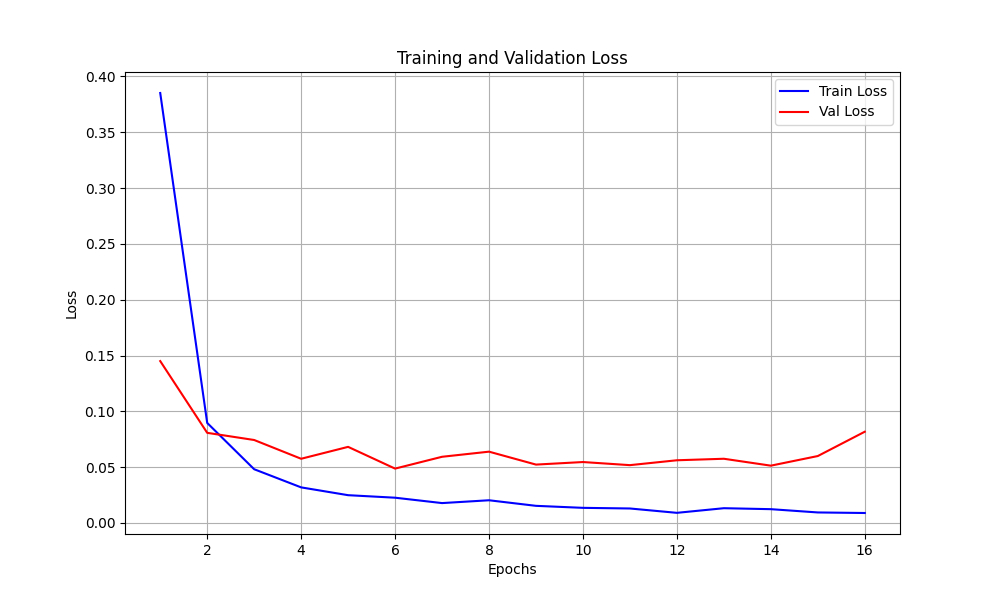 Training and Validation Loss
Train Loss
Val Loss
0.40
0.35
0.30
0.25
0.20
0.15
0.10
0.05
0.00
Loss
2 4 6 8 10 12 14 16
Epochs